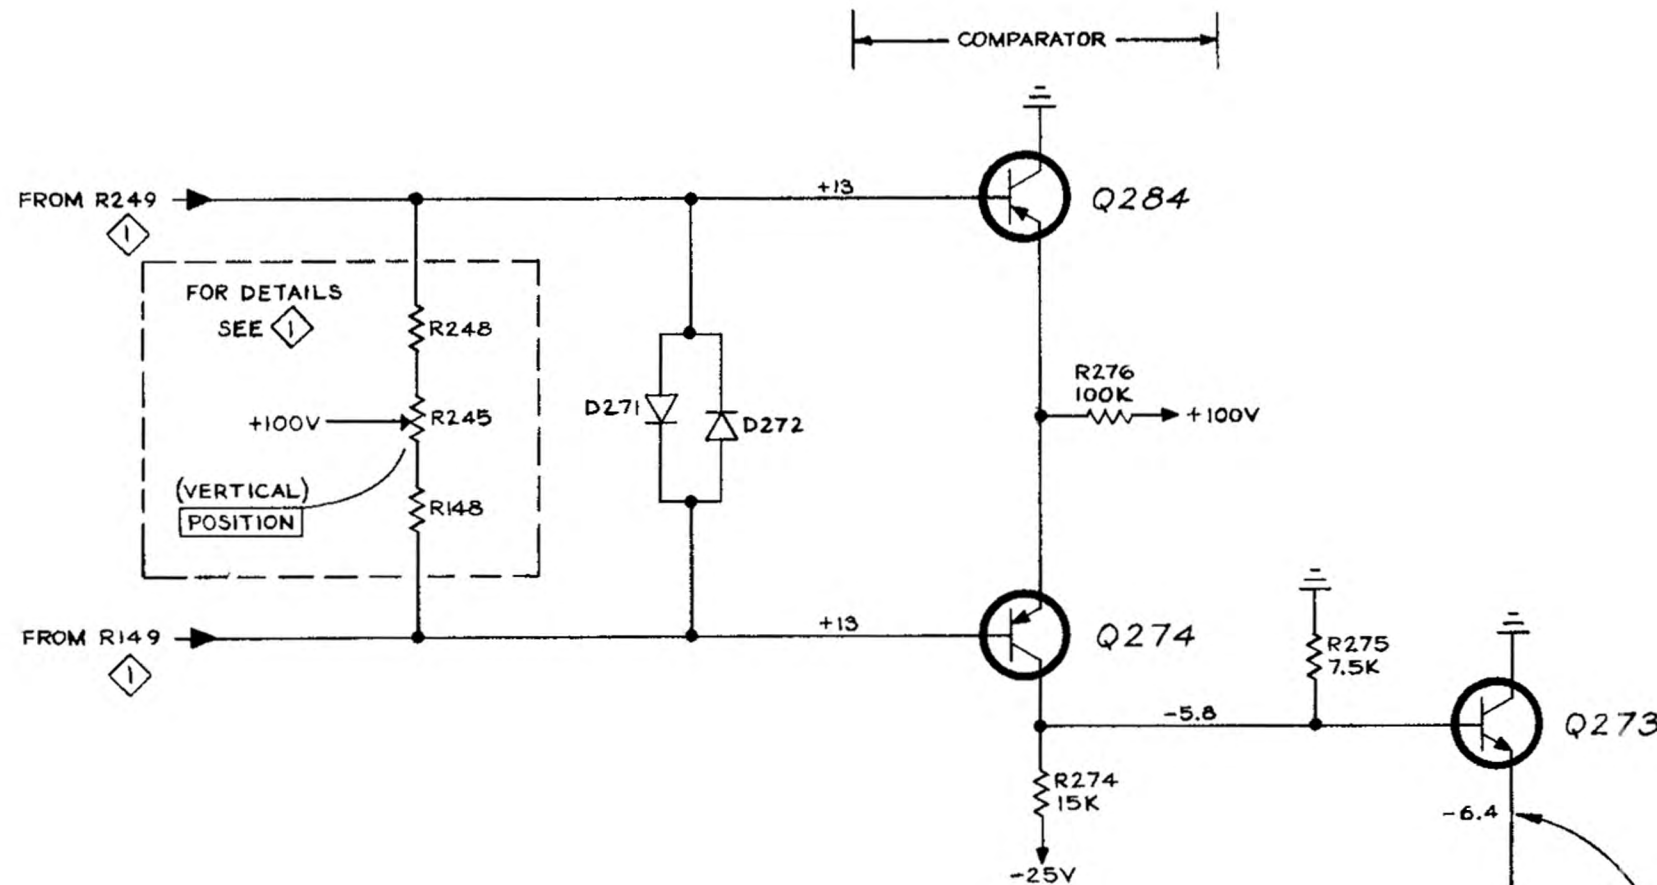 COMPARATOR
FROM R249
1
+13
Q284
FOR DETAILS
SEE 1
R248
+100V
R245
(VERTICAL)
POSITION
R148
D271
D272
R276
100K
+100V
FROM R149
1
+13
Q274
R275
7.5K
-5.8
Q273
R274
15K
-25V
-6.4